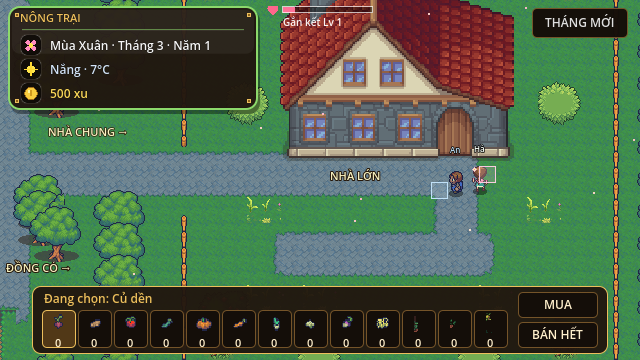 NÔNG TRẠI
Mùa Xuân · Tháng 3 · Năm 1
Nắng · 7°C
500 xu
Gắn kết Lv 1
THÁNG MỚI
NHÀ CHUNG →
An
Hà
NHÀ LỚN
ĐỒNG CỎ →
Đang chọn: Củ dền
0 0 0 0 0 0 0 0 0 0 0 0 0
MUA
BÁN HẾT